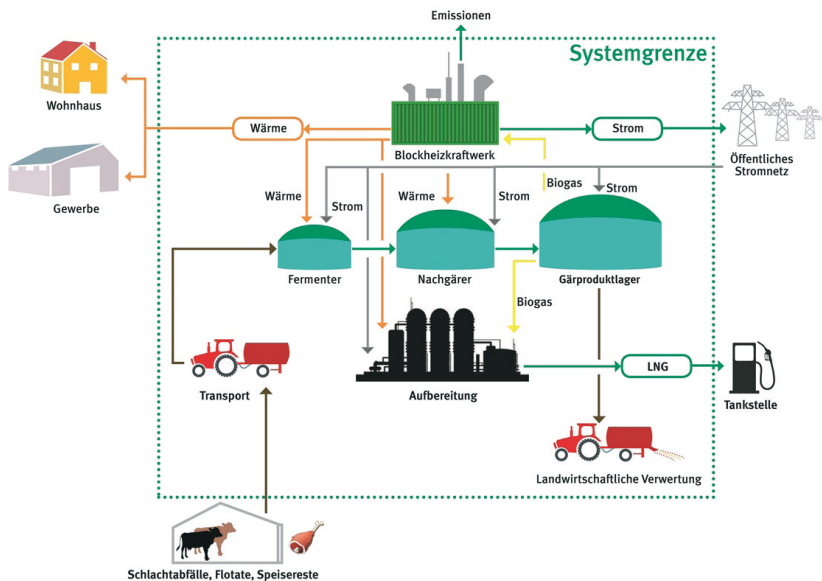 Emissionen
Systemgrenze
Wohnhaus
Wärme
Strom
Blockheizkraftwerk
Öffentliches
Stromnetz
Gewerbe
Wärme
Strom
Wärme
Strom
Biogas
Strom
Fermenter
Nachgärer
Gärproduktlager
Biogas
Transport
Aufbereitung
LNG
Tankstelle
Landwirtschaftliche Verwertung
Schlachtabfälle, Flotate, Speisereste